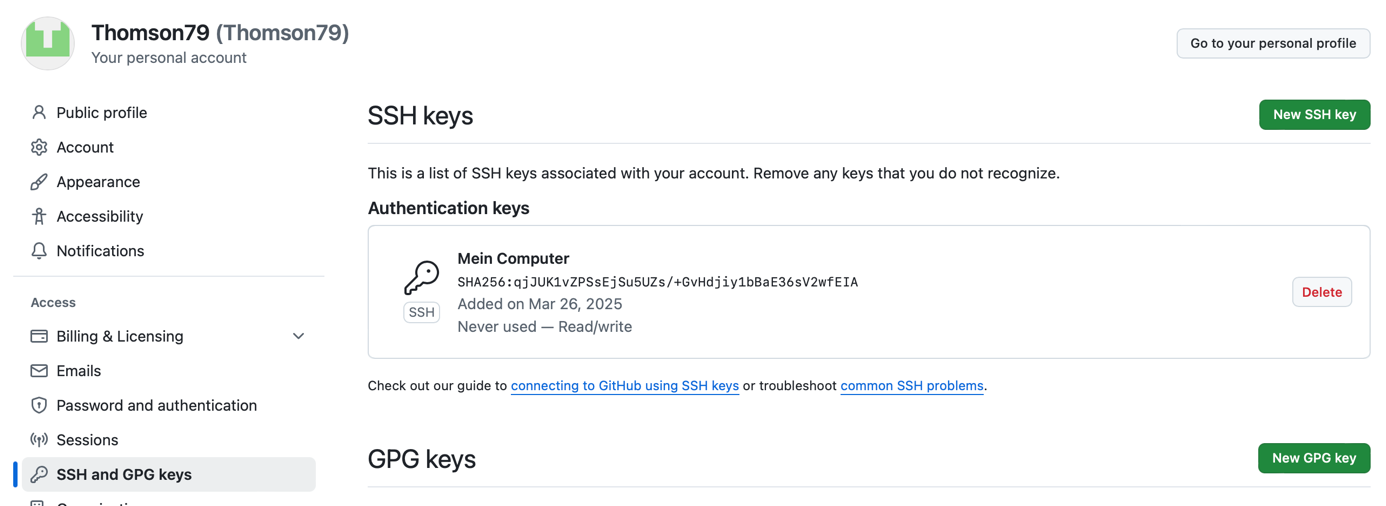 Thomson79 (Thomson79)
Your personal account
Go to your personal profile
Public profile
Account
Appearance
Accessibility
Notifications
Access
Billing & Licensing
Emails
Password and authentication
Sessions
SSH and GPG keys
SSH keys
New SSH key
This is a list of SSH keys associated with your account. Remove any keys that you do not recognize.
Authentication keys
Mein Computer
SHA256:qjJUK1vZPSsEjSu5UZs/+GvHdjiy1bBaE36sV2wfEIA
Added on Mar 26, 2025
Never used — Read/write
SSH
Delete
Check out our guide to connecting to GitHub using SSH keys or troubleshoot common SSH problems.
GPG keys
New GPG key